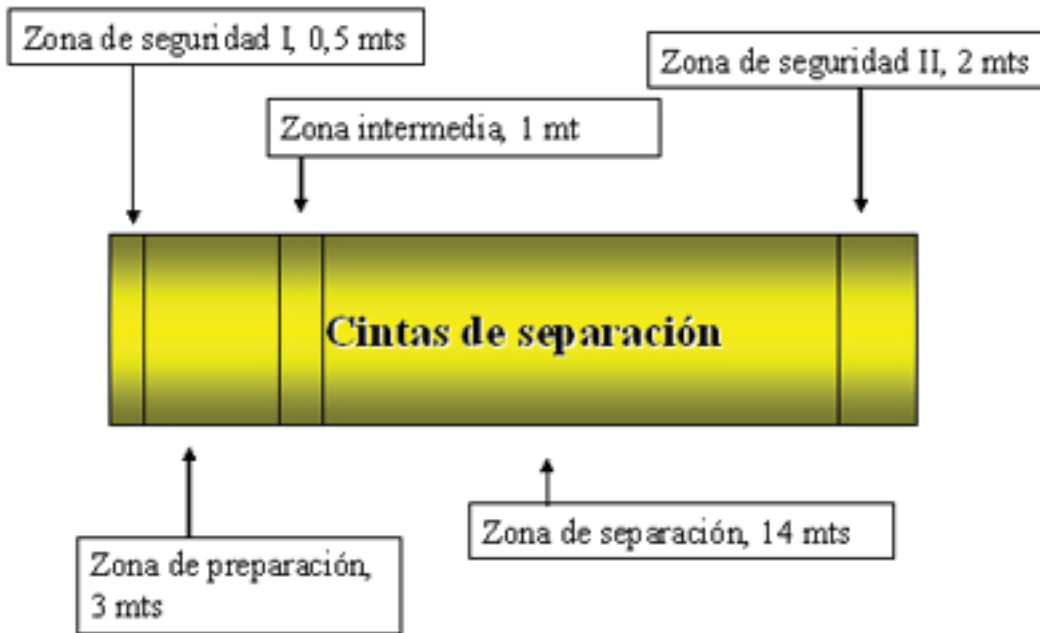 Zona de seguridad I, 0,5 mts
Zona de seguridad II, 2 mts
Zona intermedia, 1 mt
Cintas de separación
Zona de separación, 14 mts
Zona de preparación,
3 mts